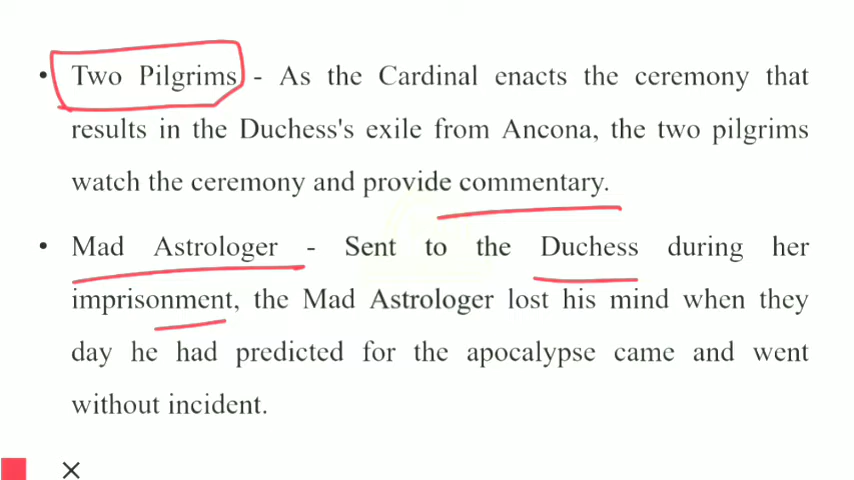 • Two Pilgrims - As the Cardinal enacts the ceremony that
results in the Duchess's exile from Ancona, the two pilgrims
watch the ceremony and provide commentary.
• Mad Astrologer - Sent to the Duchess during her
imprisonment, the Mad Astrologer lost his mind when they
day he had predicted for the apocalypse came and went
without incident.